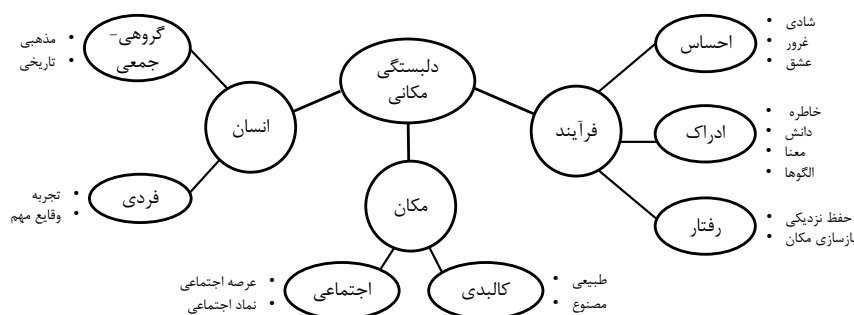 دلبستگی
مکانی
فرآیند
احساس
• شادی
• غرور
• عشق
ادراک
• خاطره
• دانش
• معنا
• الگوها
رفتار
• حفظ نزدیکی
• بازسازی مکان
مکان
کالبدی
• طبیعی
• مصنوع
اجتماعی
• عرصه اجتماعی
• نماد اجتماعی
انسان
گروهی-
جمعی
• مذهبی
• تاریخی
فردی
• تجربه
• وقایع مهم